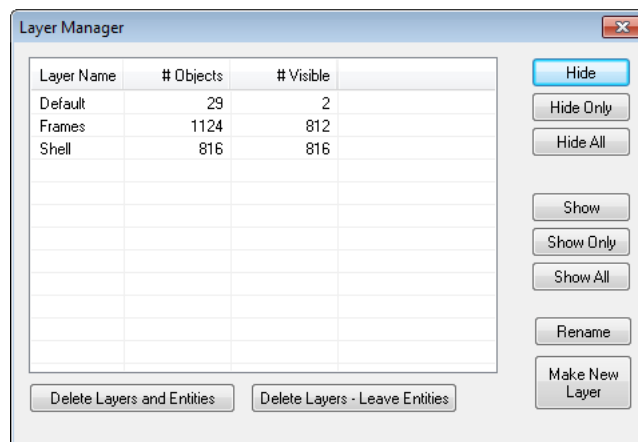 Layer Manager
Layer Name # Objects # Visible
Default 29 2
Frames 1124 812
Shell 816 816
Hide
Hide Only
Hide All
Show
Show Only
Show All
Rename
Make New
Layer
Delete Layers and Entities Delete Layers - Leave Entities